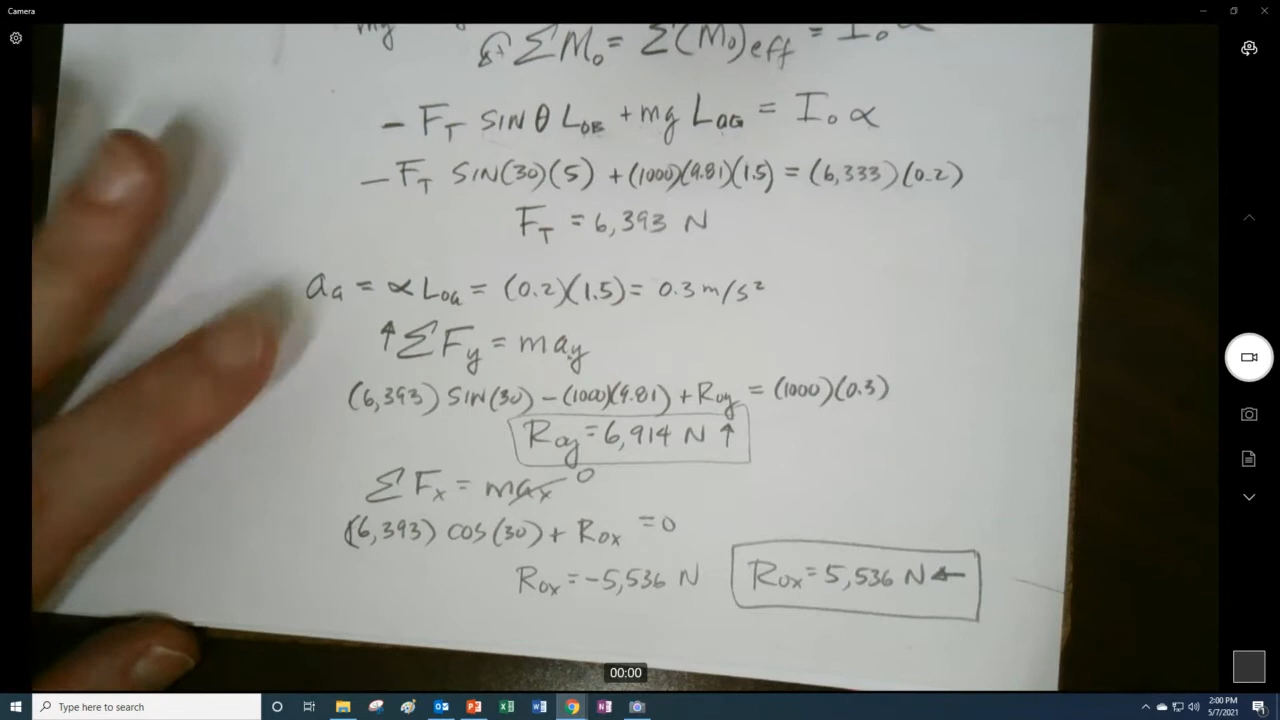 Camera
mg
↶+ ΣM₀ = Σ(M₀)eff = I₀α
- F_T SIN θ L_OB + mg L_OG = I₀ α
- F_T SIN(30)(5) + (1000)(9.81)(1.5) = (6,333)(0.2)
F_T = 6,393 N
a_G = α L_OG = (0.2)(1.5) = 0.3 m/s²
↑ΣF_y = ma_y
(6,393) SIN(30) - (1000)(9.81) + R_oy = (1000)(0.3)
R_oy = 6,914 N ↑
ΣF_x = ma_x 0
(6,393) cos(30) + R_ox = 0
R_ox = -5,536 N
R_ox = 5,536 N ←
00:00
Type here to search
2:00 PM
5/7/2021